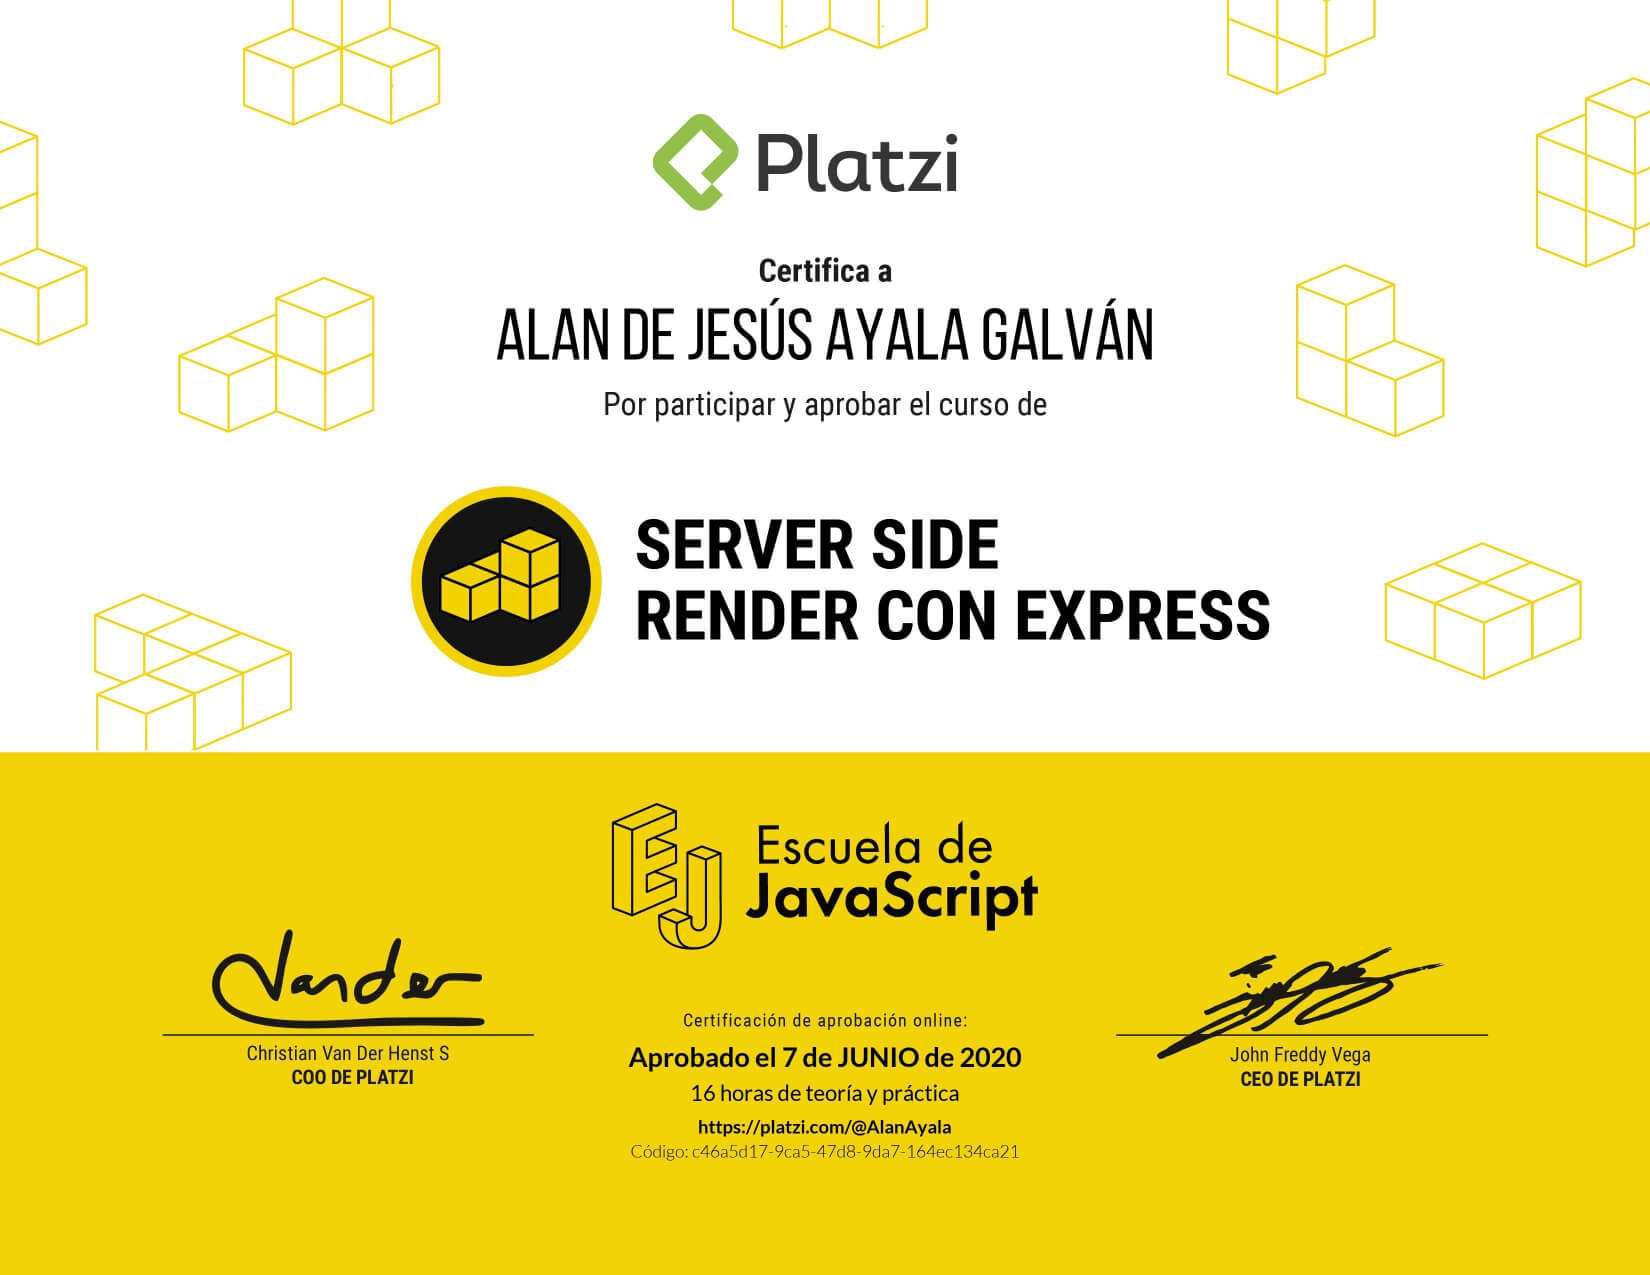 Platzi
Certifica a
ALAN DE JESÚS AYALA GALVÁN
Por participar y aprobar el curso de
SERVER SIDE
RENDER CON EXPRESS
EJ
Escuela de
JavaScript
Vander
Christian Van Der Henst S
COO DE PLATZI
Certificación de aprobación online:
Aprobado el 7 de JUNIO de 2020
16 horas de teoría y práctica
https://platzi.com/@AlanAyala
Código: c46a5d17-9ca5-47d8-9da7-164ec134ca21
John Freddy Vega
CEO DE PLATZI